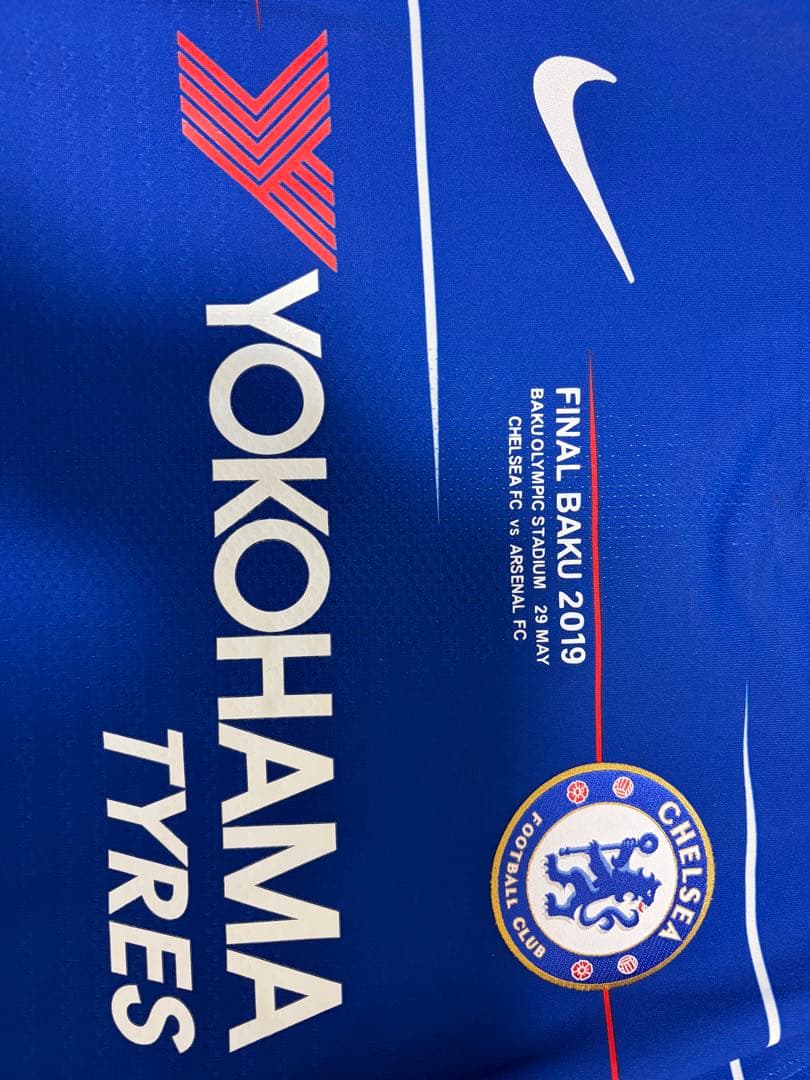 FINAL BAKU 2019
BAKU OLYMPIC STADIUM 29 MAY
CHELSEA FC vs ARSENAL FC
CHELSEA
FOOTBALL CLUB
YOKOHAMA
TYRES